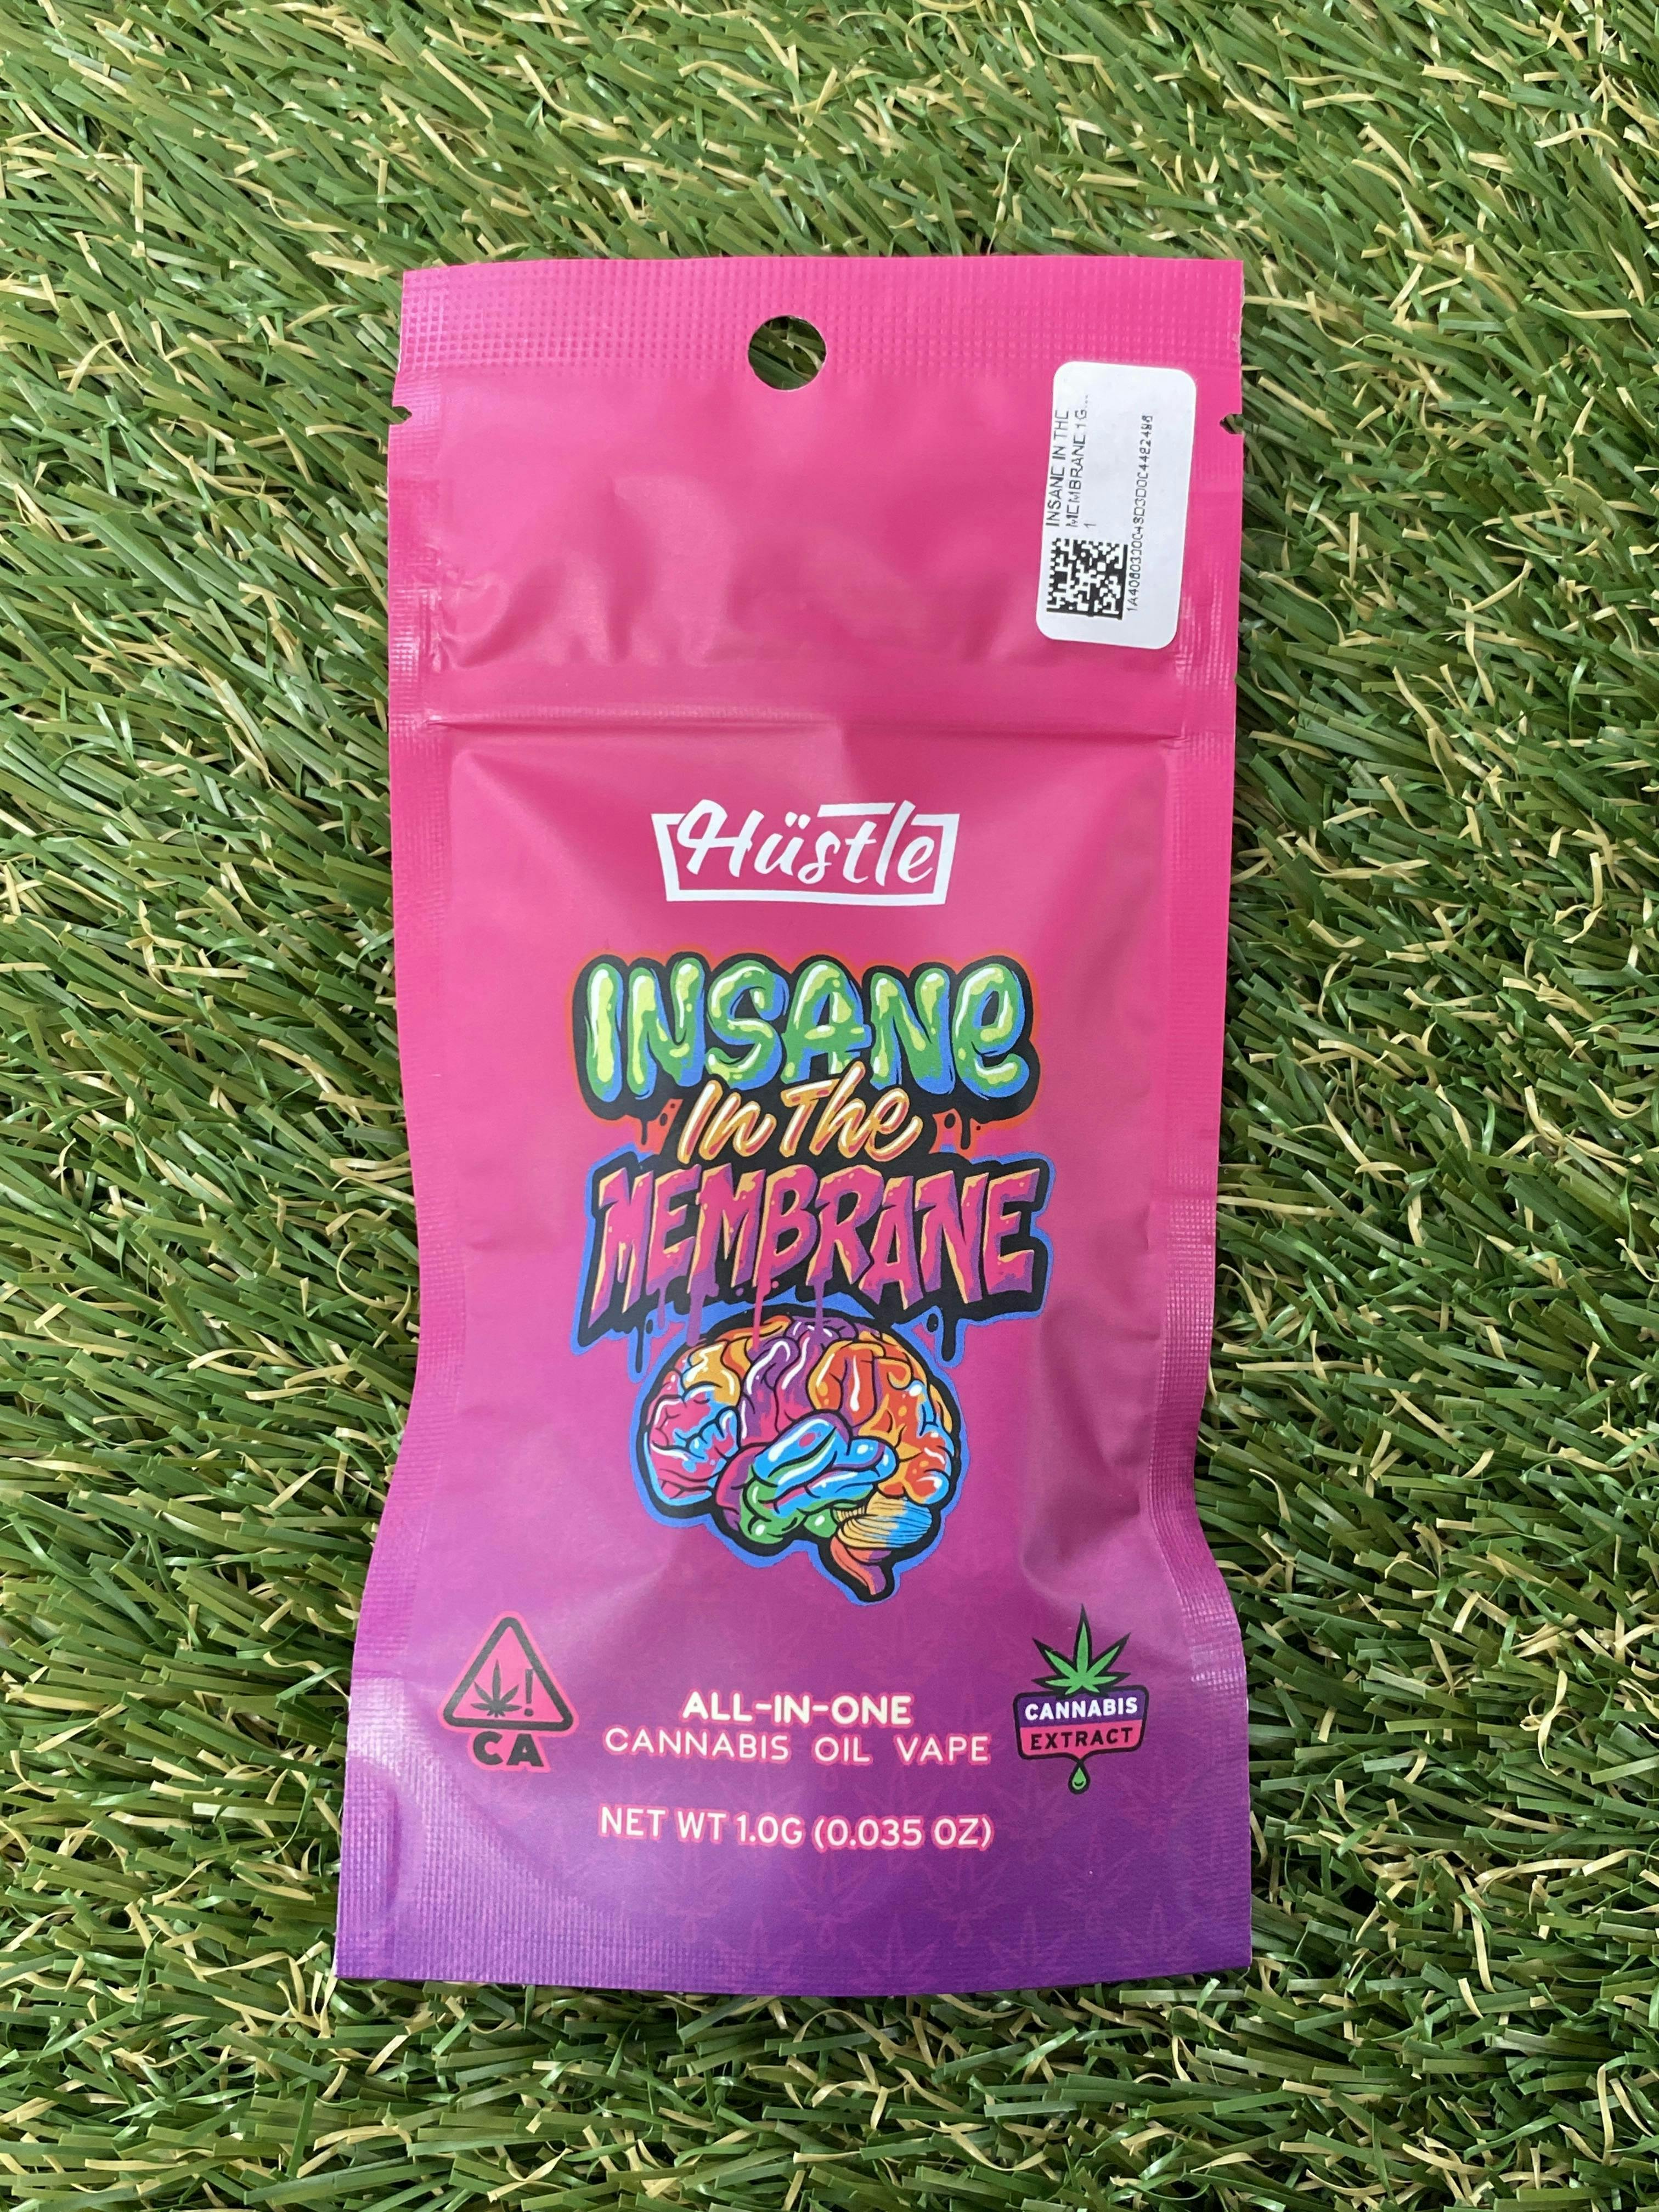 INSANE IN THE
MEMBRANE 1G...
1
Hüstle
INSANE
IN THE
MEMBRANE
CA
ALL-IN-ONE
CANNABIS OIL VAPE
CANNABIS
EXTRACT
NET WT 1.0G (0.035 OZ)